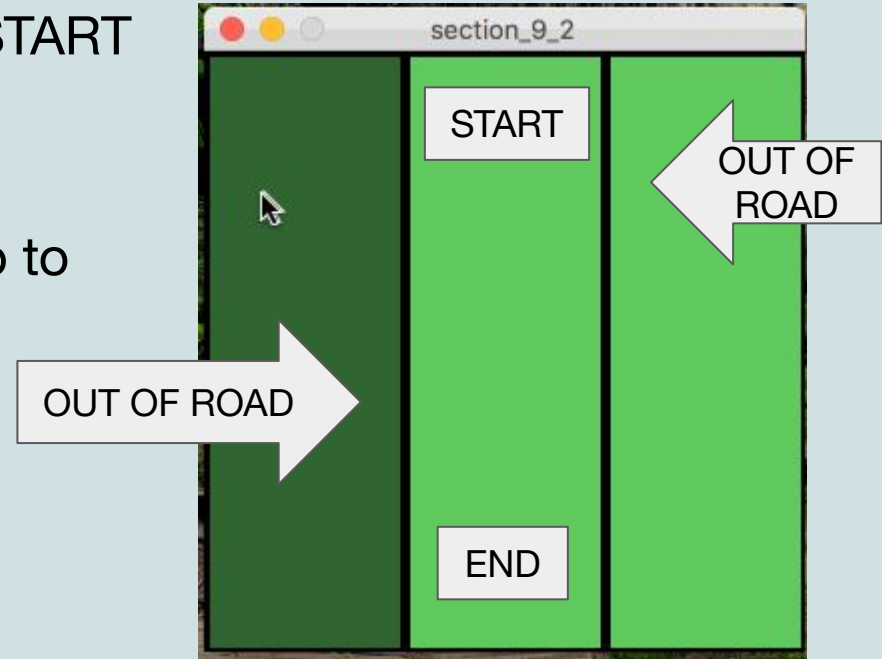 START
section_9_2
START
OUT OF
ROAD
to
OUT OF ROAD
END